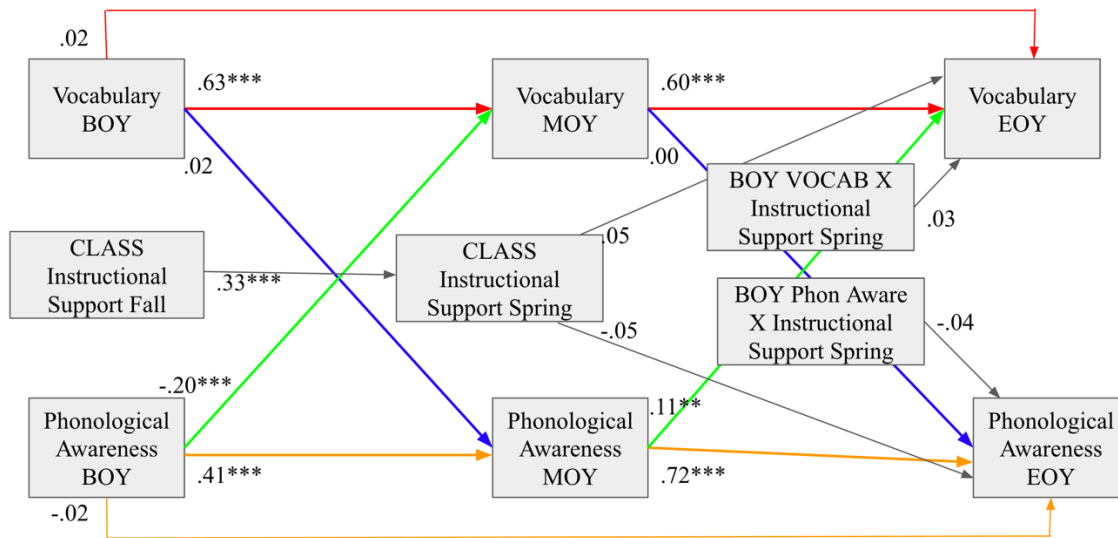 .02
Vocabulary
BOY
.63***
.02
Vocabulary
MOY
.60***
.00
Vocabulary
EOY
BOY VOCAB X
Instructional
Support Spring
.03
CLASS
Instructional
Support Fall
.33***
CLASS
Instructional
Support Spring
.05
-.05
BOY Phon Aware
X Instructional
Support Spring
-.04
-.20***
Phonological
Awareness
BOY
.41***
-.02
Phonological
Awareness
MOY
.11**
.72***
Phonological
Awareness
EOY